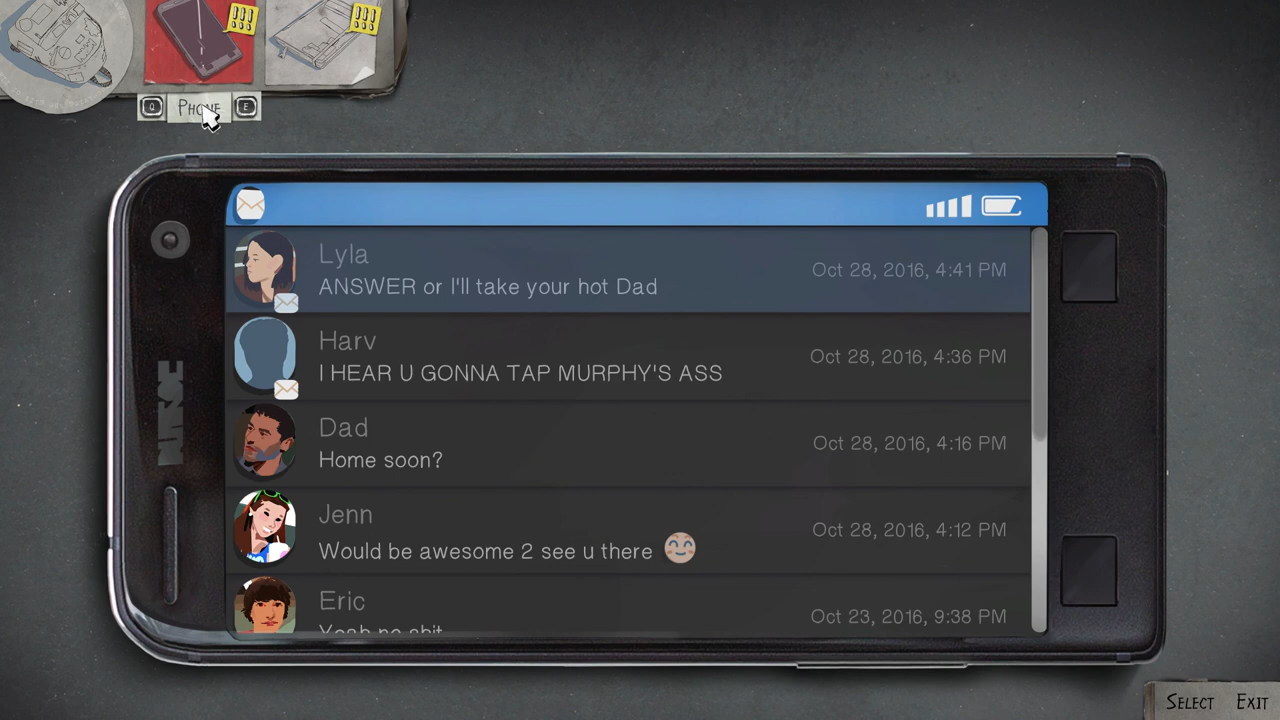 Q PHONE E
Lyla
ANSWER or I'll take your hot Dad
Oct 28, 2016, 4:41 PM
Harv
I HEAR U GONNA TAP MURPHY'S ASS
Oct 28, 2016, 4:36 PM
Dad
Home soon?
Oct 28, 2016, 4:16 PM
Jenn
Would be awesome 2 see u there
Oct 28, 2016, 4:12 PM
Eric
Yeah no shit
Oct 23, 2016, 9:38 PM
SELECT EXIT